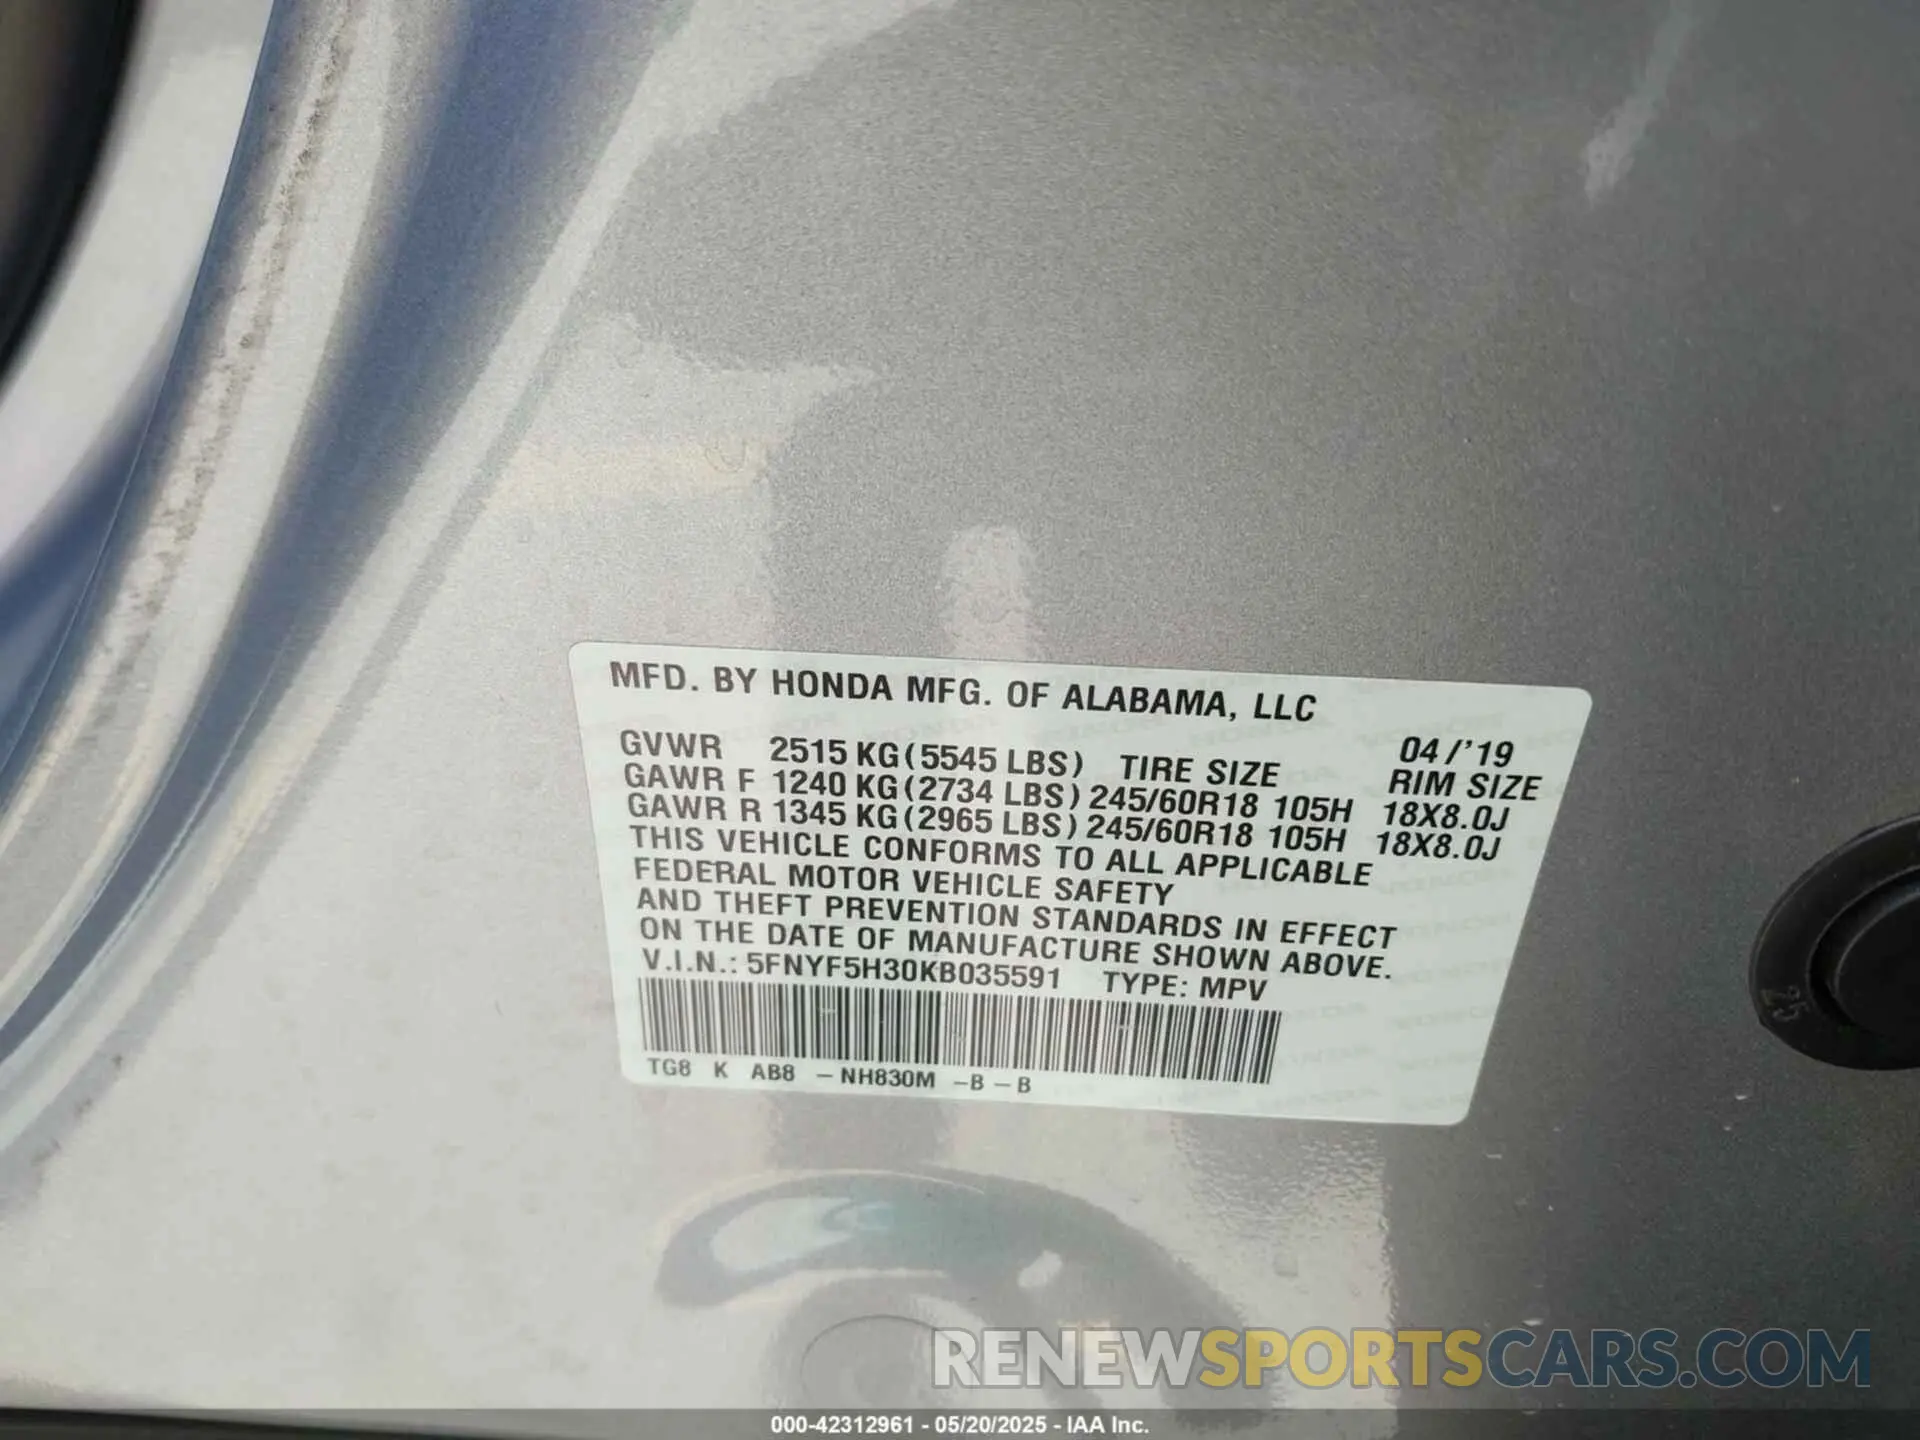 MFD. BY HONDA MFG. OF ALABAMA, LLC
04/'19
GVWR 2515 KG (5545 LBS) TIRE SIZE RIM SIZE
GAWR F 1240 KG (2734 LBS) 245/60R18 105H 18X8.0J
GAWR R 1345 KG (2965 LBS) 245/60R18 105H 18X8.0J
THIS VEHICLE CONFORMS TO ALL APPLICABLE
FEDERAL MOTOR VEHICLE SAFETY
AND THEFT PREVENTION STANDARDS IN EFFECT
ON THE DATE OF MANUFACTURE SHOWN ABOVE.
V.I.N.: 5FNYF5H30KB035591 TYPE: MPV
TG8 K AB8 – NH830M – B – B
RENEWSPORTSCARS.COM
000-42312961 - 05/20/2025 - IAA Inc.